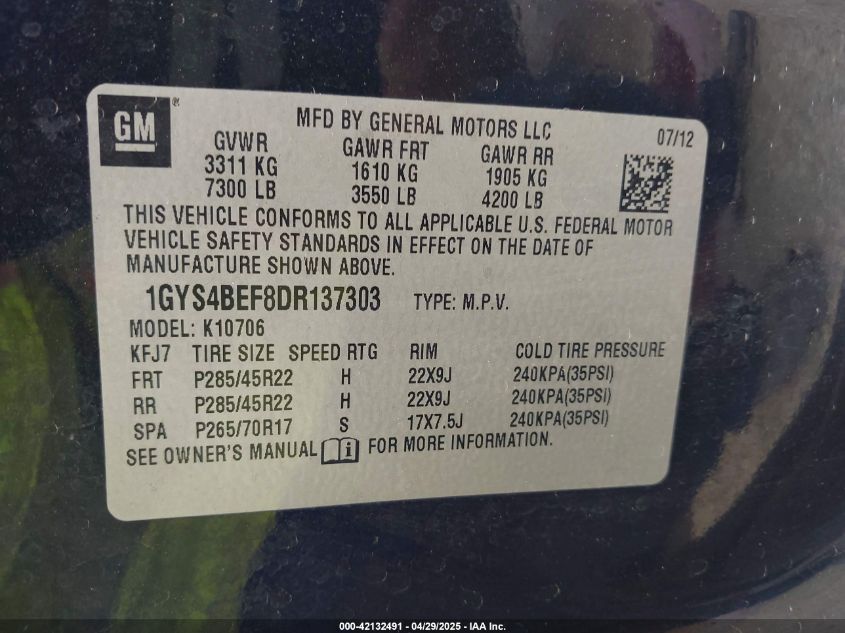 GM®
MFD BY GENERAL MOTORS LLC
07/12
GVWR GAWR FRT GAWR RR
3311 KG 1610 KG 1905 KG
7300 LB 3550 LB 4200 LB
THIS VEHICLE CONFORMS TO ALL APPLICABLE U.S. FEDERAL MOTOR
VEHICLE SAFETY STANDARDS IN EFFECT ON THE DATE OF
MANUFACTURE SHOWN ABOVE.
1GYS4BEF8DR137303 TYPE: M.P.V.
MODEL: K10706
KFJ7 TIRE SIZE SPEED RTG RIM COLD TIRE PRESSURE
FRT P285/45R22 H 22X9J 240KPA(35PSI)
RR P285/45R22 H 22X9J 240KPA(35PSI)
SPA P265/70R17 S 17X7.5J 240KPA(35PSI)
SEE OWNER'S MANUAL i FOR MORE INFORMATION.
000-42132491 - 04/29/2025 - IAA Inc.